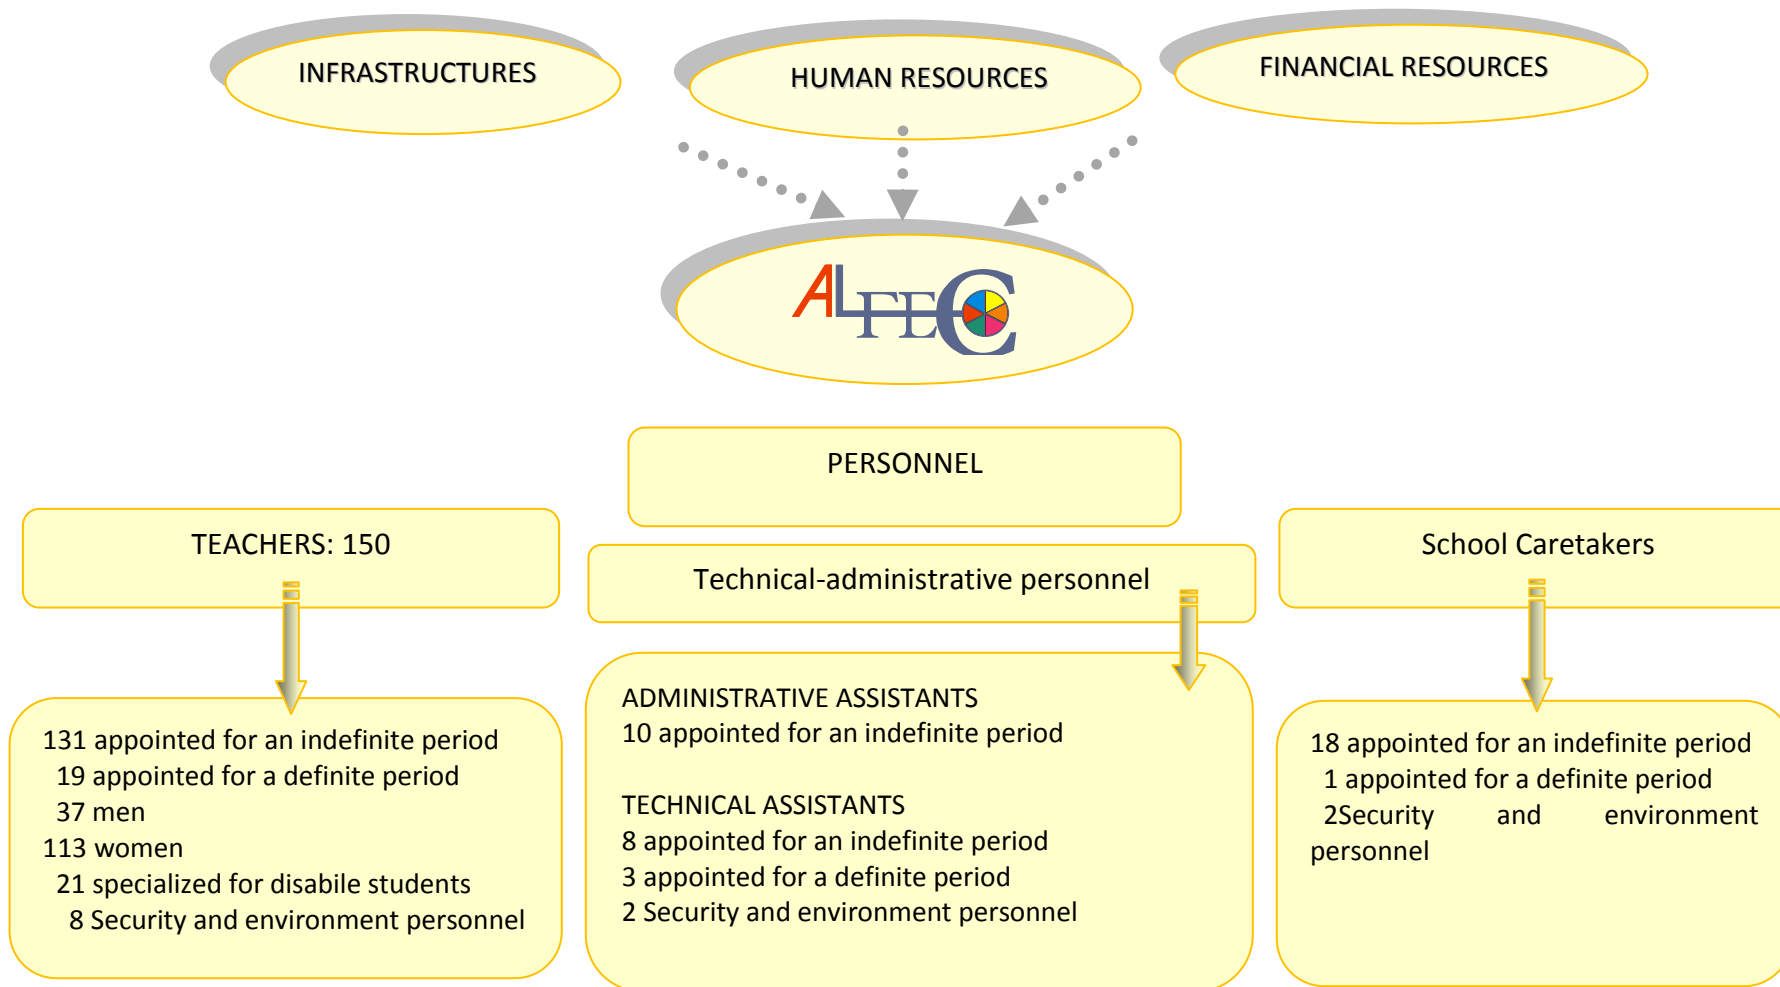 INFRASTRUCTURES
HUMAN RESOURCES
FINANCIAL RESOURCES
ALFEC
PERSONNEL
TEACHERS: 150
Technical-administrative personnel
School Caretakers
131 appointed for an indefinite period
19 appointed for a definite period
37 men
113 women
21 specialized for disabile students
8 Security and environment personnel
ADMINISTRATIVE ASSISTANTS
10 appointed for an indefinite period
TECHNICAL ASSISTANTS
8 appointed for an indefinite period
3 appointed for a definite period
2 Security and environment personnel
18 appointed for an indefinite period
1 appointed for a definite period
2Security and environment
personnel